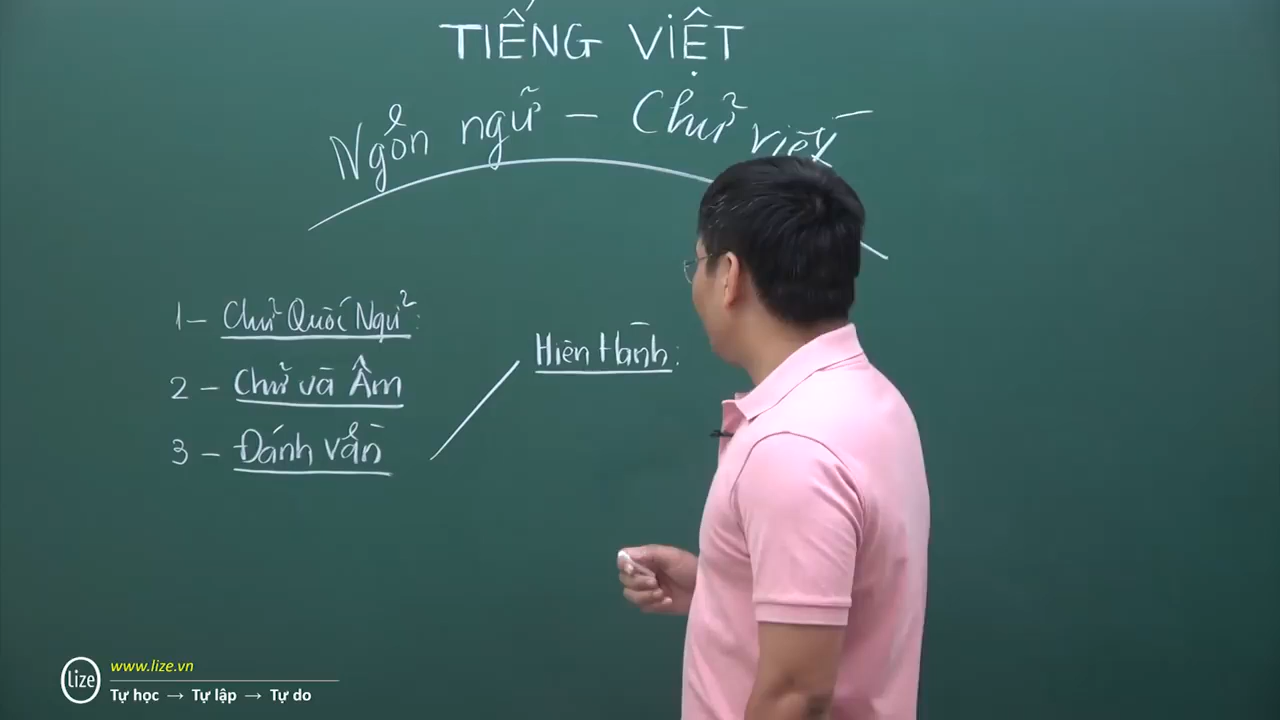 TIẾNG VIỆT
Ngôn ngữ – Chữ viết
1 – Chữ Quốc Ngữ:
2 – Chữ và Âm
3 – Đánh vần
Hiện Hành:
lize
www.lize.vn
Tự học → Tự lập → Tự do